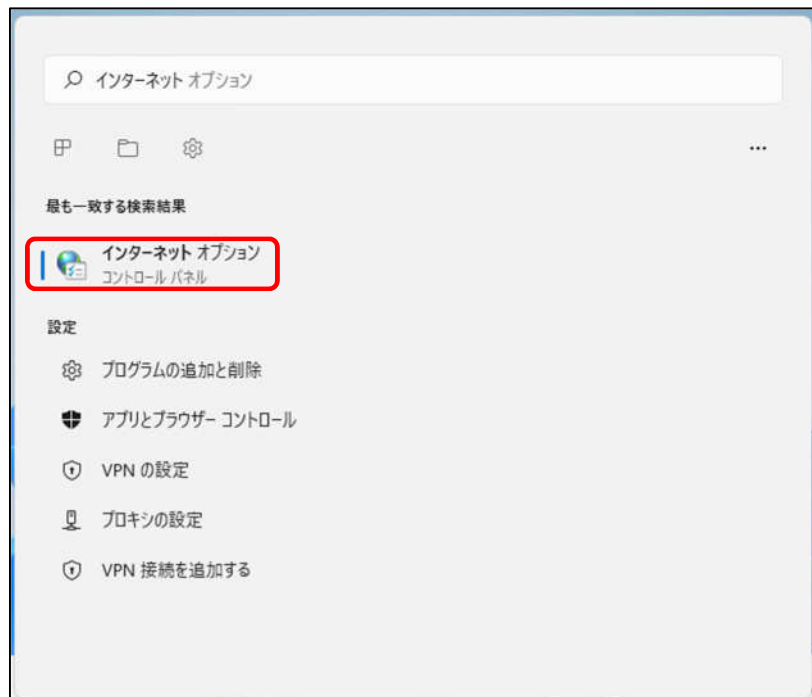 インターネット オプション
最も一致する検索結果
インターネット オプション
コントロール パネル
設定
プログラムの追加と削除
アプリとブラウザー コントロール
VPN の設定
プロキシの設定
VPN 接続を追加する